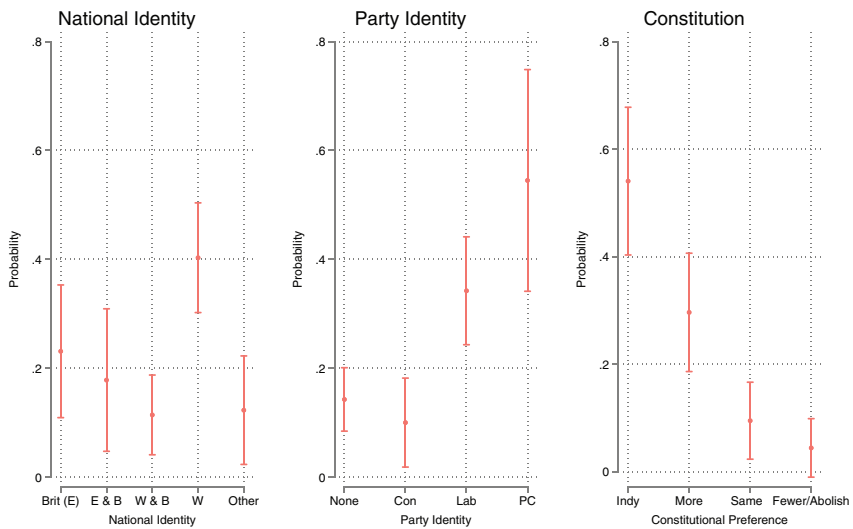 National Identity
.8
.6
.4
.2
0
Probability
Brit (E) E & B W & B W Other
National Identity
Party Identity
.8
.6
.4
.2
0
Probability
None Con Lab PC
Party Identity
Constitution
.8
.6
.4
.2
0
Probability
Indy More Same Fewer/Abolish
Constitutional Preference